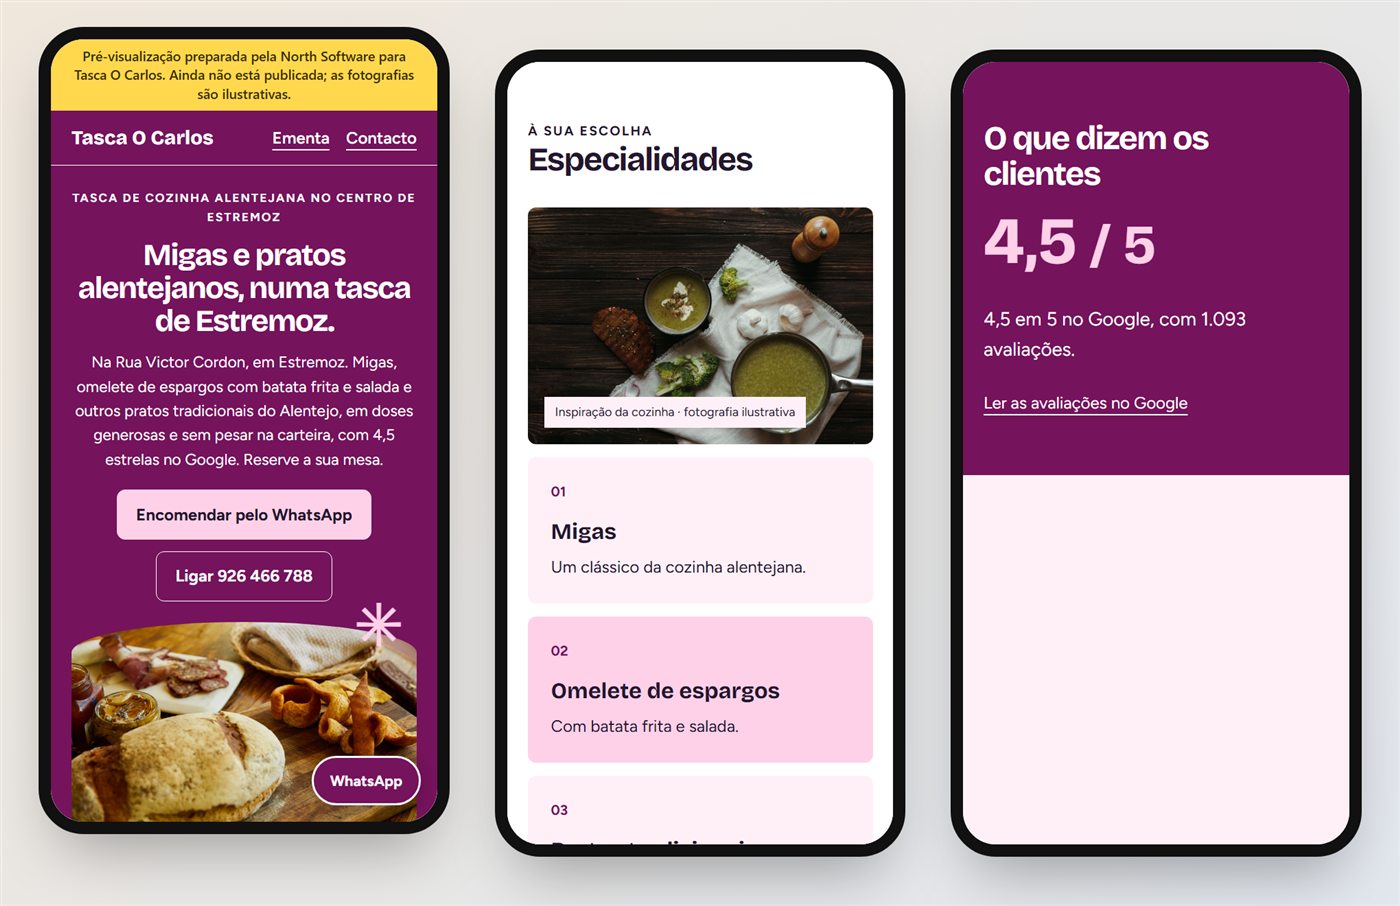 Pré-visualização preparada pela North Software para
Tasca O Carlos. Ainda não está publicada; as fotografias
são ilustrativas.
Tasca O Carlos
Ementa
Contacto
TASCA DE COZINHA ALENTEJANA NO CENTRO DE
ESTREMOZ
Migas e pratos
alentejanos, numa tasca
de Estremoz.
Na Rua Victor Cordon, em Estremoz. Migas,
omelete de espargos com batata frita e salada e
outros pratos tradicionais do Alentejo, em doses
generosas e sem pesar na carteira, com 4,5
estrelas no Google. Reserve a sua mesa.
Encomendar pelo WhatsApp
Ligar 926 466 788
WhatsApp
À SUA ESCOLHA
Especialidades
Inspiração da cozinha · fotografia ilustrativa
01
Migas
Um clássico da cozinha alentejana.
02
Omelete de espargos
Com batata frita e salada.
03
O que dizem os
clientes
4,5 / 5
4,5 em 5 no Google, com 1.093
avaliações.
Ler as avaliações no Google